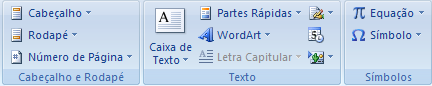 Cabeçalho
Rodapé
Número de Página
Cabeçalho e Rodapé
A
Caixa de
Texto
Partes Rápidas
WordArt
Letra Capitular
Texto
π Equação
Ω Símbolo
Símbolos